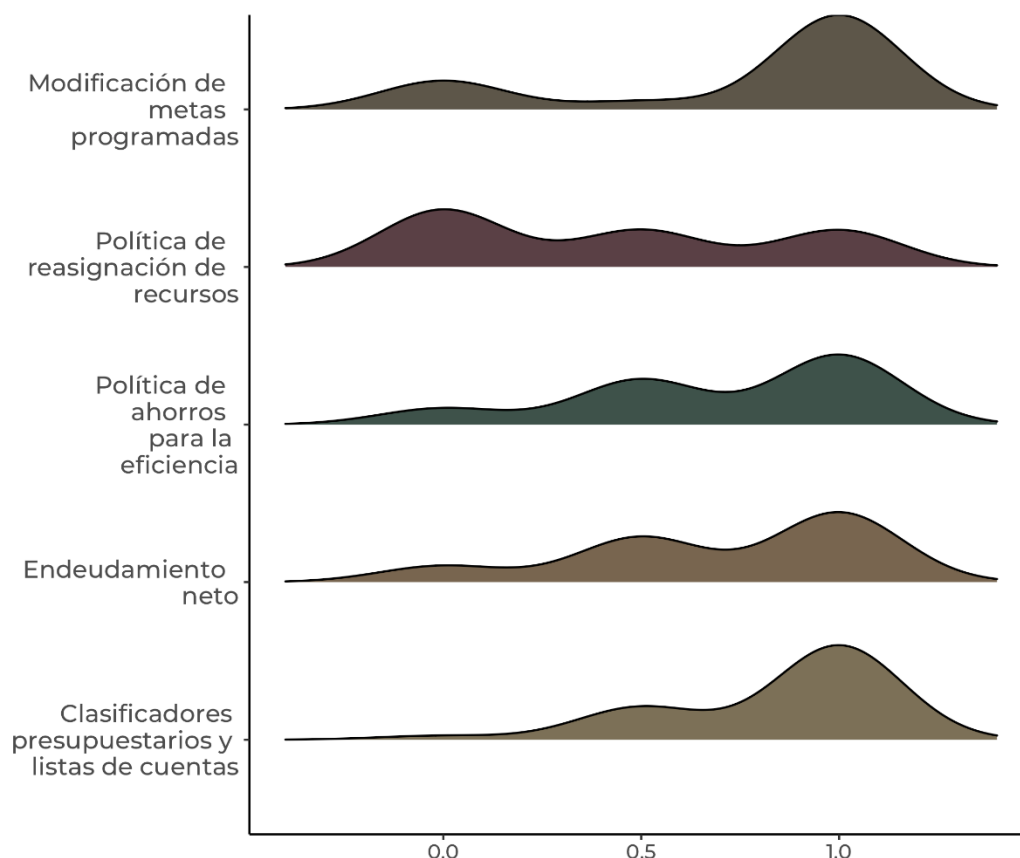 Modificación de
metas
programadas
Política de
reasignación de
recursos
Política de
ahorros
para la
eficiencia
Endeudamiento
neto
Clasificadores
presupuestarios y
listas de cuentas
0.0 0.5 1.0